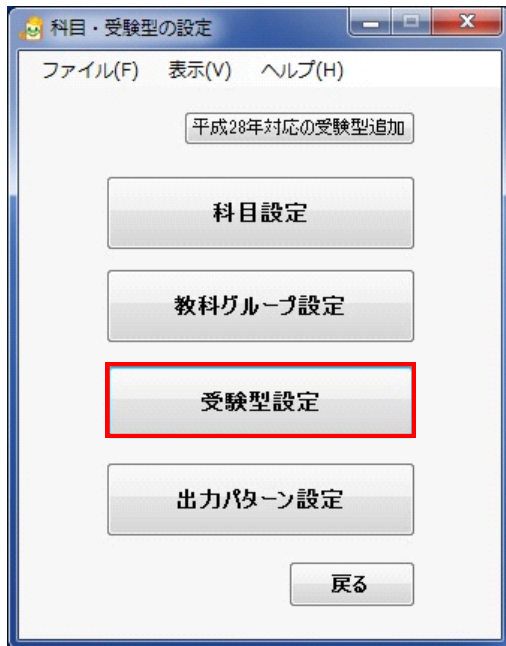 科目・受験型の設定
ファイル(F) 表示(V) ヘルプ(H)
平成28年対応の受験型追加
科目設定
教科グループ設定
受験型設定
出力パターン設定
戻る